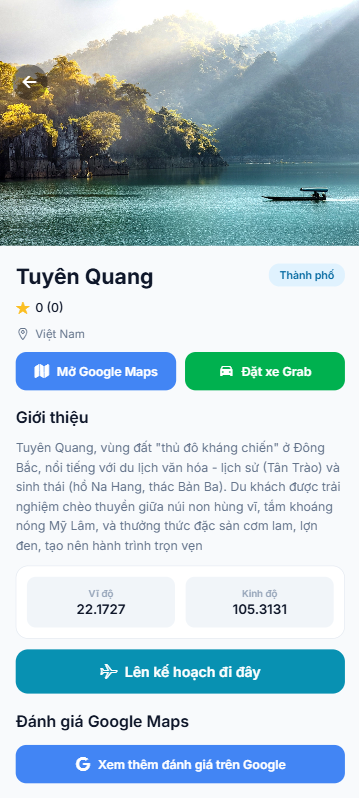 Tuyên Quang
Thành phố
0 (0)
Việt Nam
Mở Google Maps
Đặt xe Grab
Giới thiệu
Tuyên Quang, vùng đất "thủ đô kháng chiến" ở Đông
Bắc, nổi tiếng với du lịch văn hóa - lịch sử (Tân Trào) và
sinh thái (hồ Na Hang, thác Bản Ba). Du khách được trải
nghiệm chèo thuyền giữa núi non hùng vĩ, tắm khoáng
nóng Mỹ Lâm, và thưởng thức đặc sản cơm lam, lợn
đen, tạo nên hành trình trọn vẹn
Vĩ độ
22.1727
Kinh độ
105.3131
Lên kế hoạch đi đây
Đánh giá Google Maps
Xem thêm đánh giá trên Google